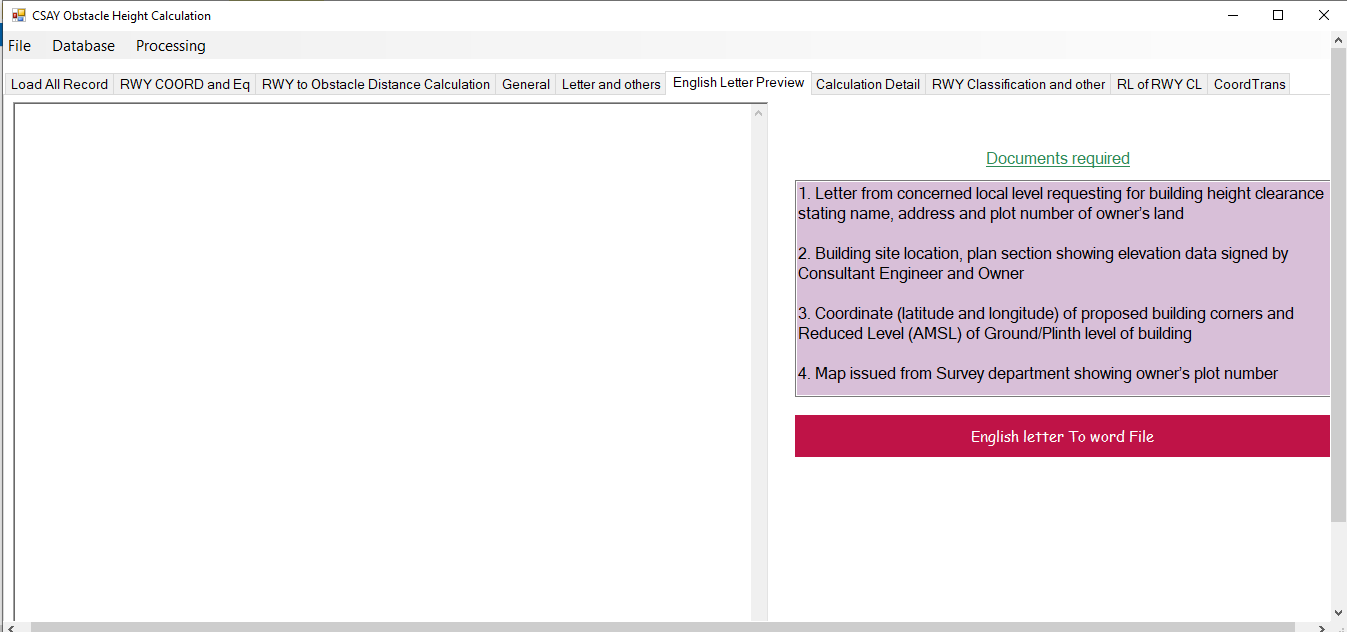 CSAY Obstacle Height Calculation
File Database Processing
Load All Record RWY COORD and Eq RWY to Obstacle Distance Calculation General Letter and others English Letter Preview Calculation Detail RWY Classification and other RL of RWY CL CoordTrans
Documents required
1. Letter from concerned local level requesting for building height clearance
stating name, address and plot number of owner's land
2. Building site location, plan section showing elevation data signed by
Consultant Engineer and Owner
3. Coordinate (latitude and longitude) of proposed building corners and
Reduced Level (AMSL) of Ground/Plinth level of building
4. Map issued from Survey department showing owner's plot number
English letter To word File